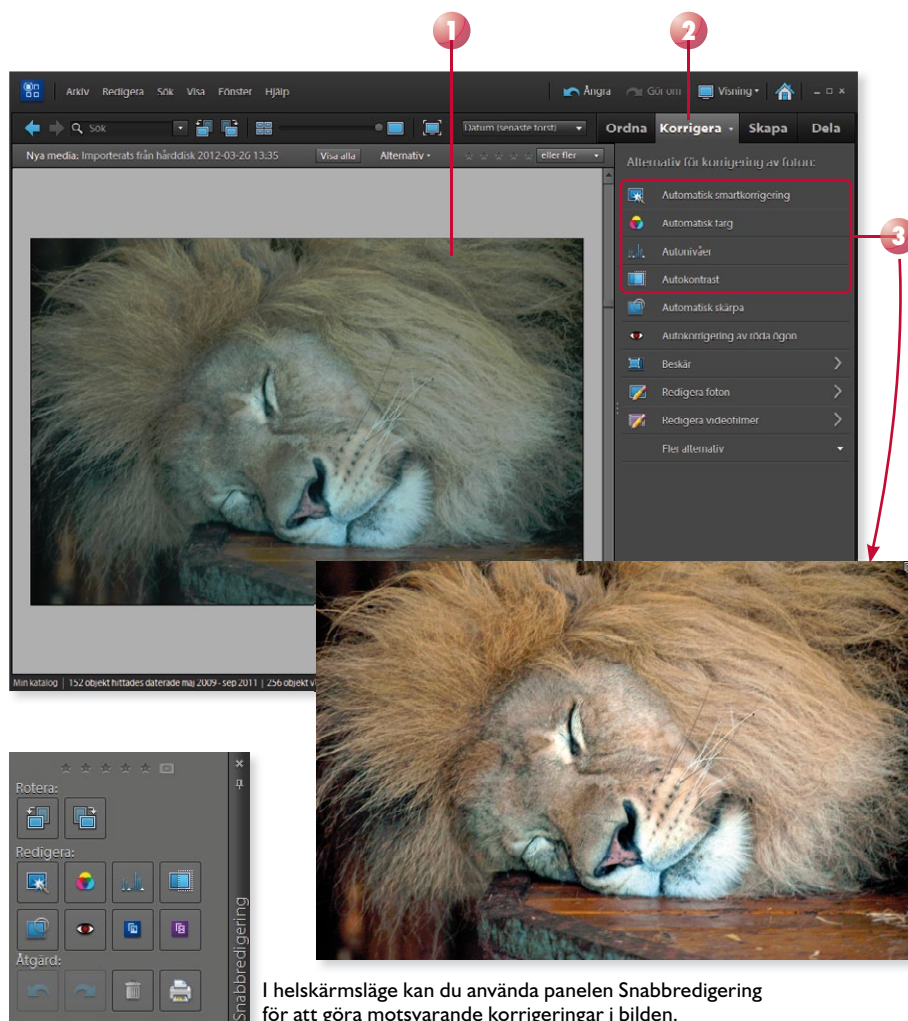 1
2
Arkiv Redigera Sök Visa Fönster Hjälp
Ångra Gör om Visning
Sök
Datum (senaste först)
Ordna Korrigera Skapa Dela
Nya media: Importerats från hårddisk 2012-03-26 13:35 Visa alla Alternativ eller fler
Alternativ för korrigering av foton:
Automatisk smartkorrigering
Automatisk färg
3
Autonivåer
Autokontrast
Automatisk skärpa
Autokorrigering av röda ögon
Beskär
Redigera foton
Redigera videofilmer
Fler alternativ
Min katalog | 152 objekt hittades daterade maj 2009 - sep 2011 | 256 objekt
Rotera:
Redigera:
Åtgärd:
Snabbredigering
I helskärmsläge kan du använda panelen Snabbredigering
för att göra motsvarande korrigeringar i bilden.